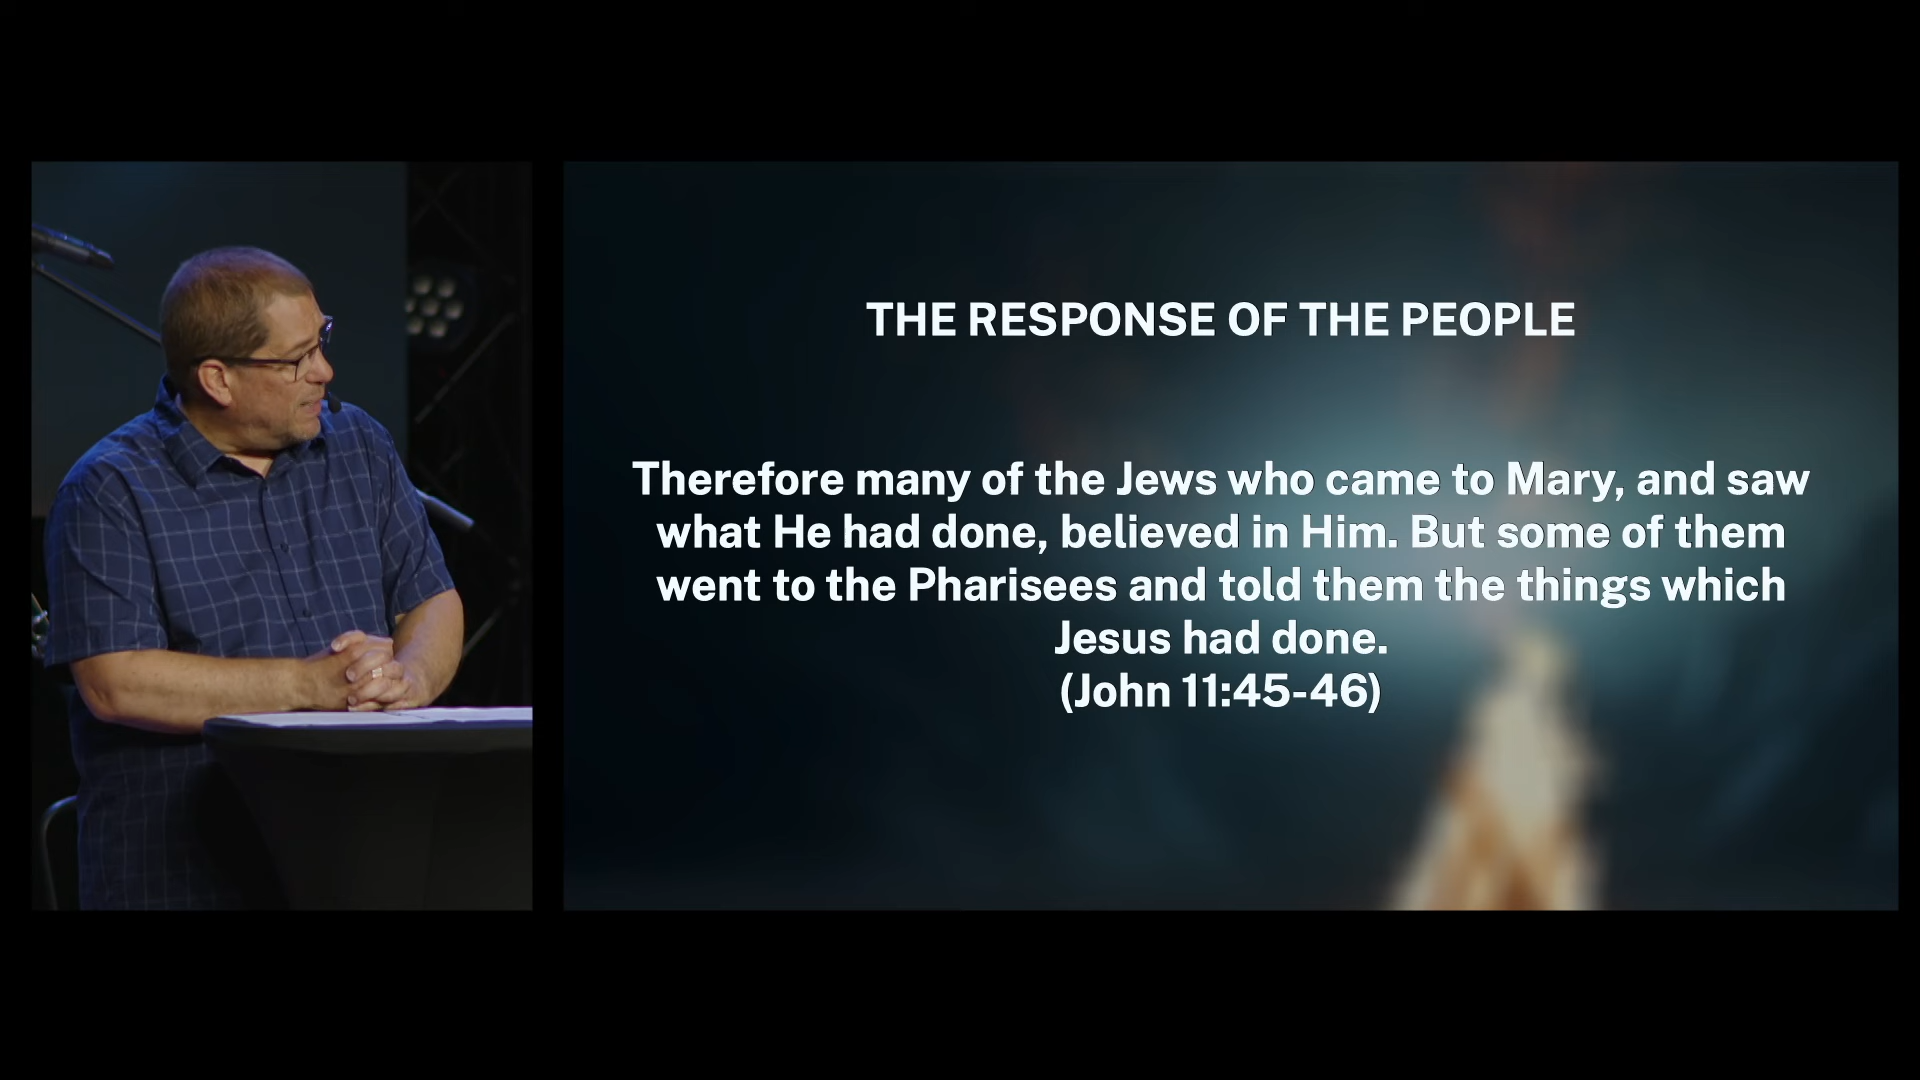 THE RESPONSE OF THE PEOPLE
Therefore many of the Jews who came to Mary, and saw
what He had done, believed in Him. But some of them
went to the Pharisees and told them the things which
Jesus had done.
(John 11:45-46)